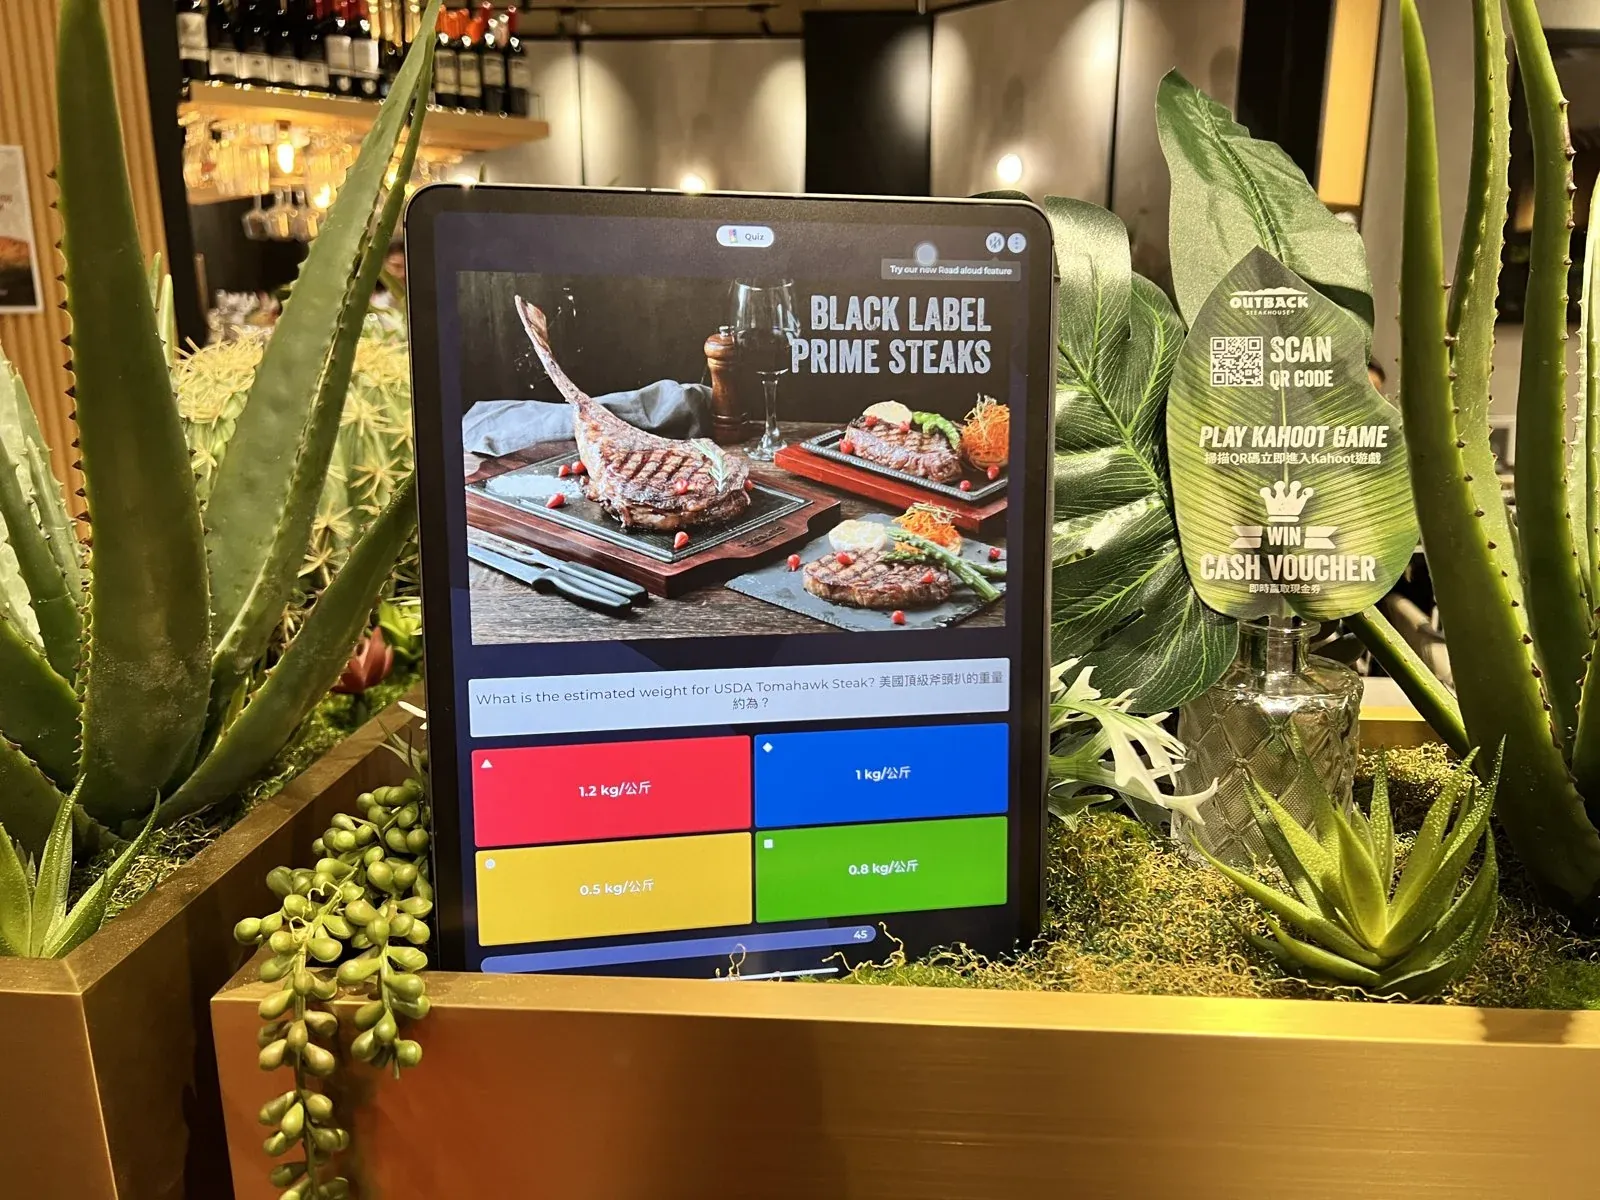 Quiz
Try our new Read aloud feature
BLACK LABEL
PRIME STEAKS
What is the estimated weight for USDA Tomahawk Steak? 美國頂級斧頭扒的重量
約為？
1.2 kg/公斤
1 kg/公斤
0.5 kg/公斤
0.8 kg/公斤
45
OUTBACK
STEAKHOUSE®
SCAN
QR CODE
PLAY KAHOOT GAME
掃描QR碼立即進入Kahoot遊戲
WIN
CASH VOUCHER
即時贏取現金券